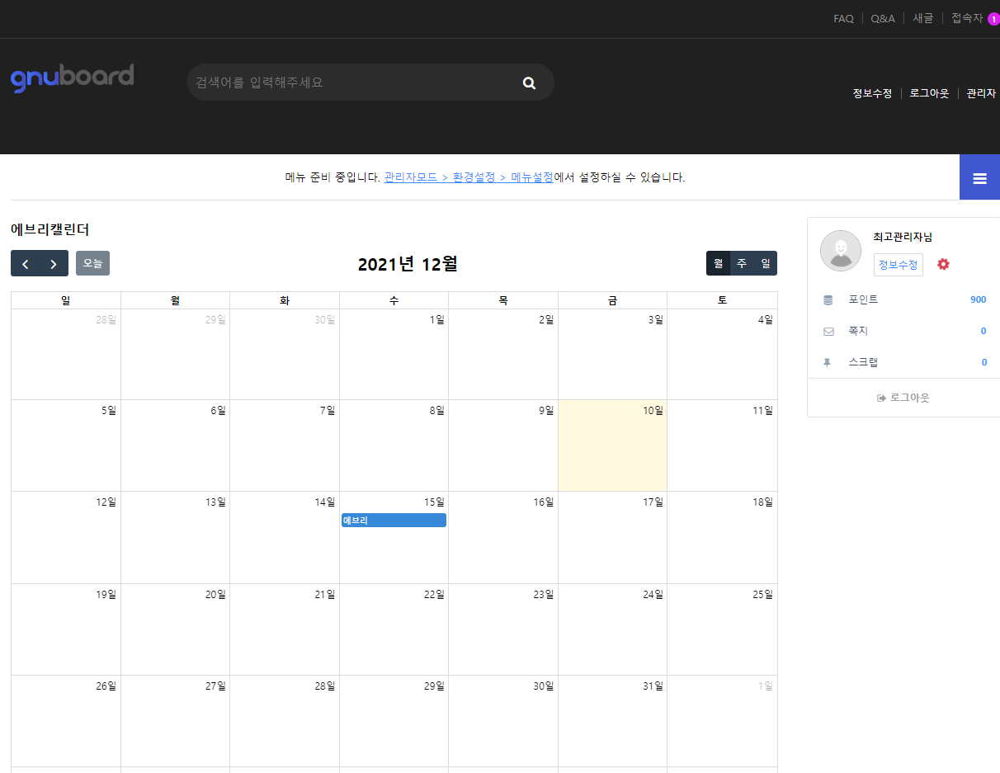 FAQ Q&A 새글 접속자 1
gnuboard
검색어를 입력해주세요
정보수정 로그아웃 관리자
메뉴 준비 중입니다. 관리자모드 > 환경설정 > 메뉴설정에서 설정하실 수 있습니다.
에브리캘린더
오늘
2021년 12월
월 주 일
일 월 화 수 목 금 토
28일 29일 30일 1일 2일 3일 4일
5일 6일 7일 8일 9일 10일 11일
12일 13일 14일 15일 16일 17일 18일
에브리
19일 20일 21일 22일 23일 24일 25일
26일 27일 28일 29일 30일 31일 1일
최고관리자님
정보수정
포인트 900
쪽지 0
스크랩 0
로그아웃